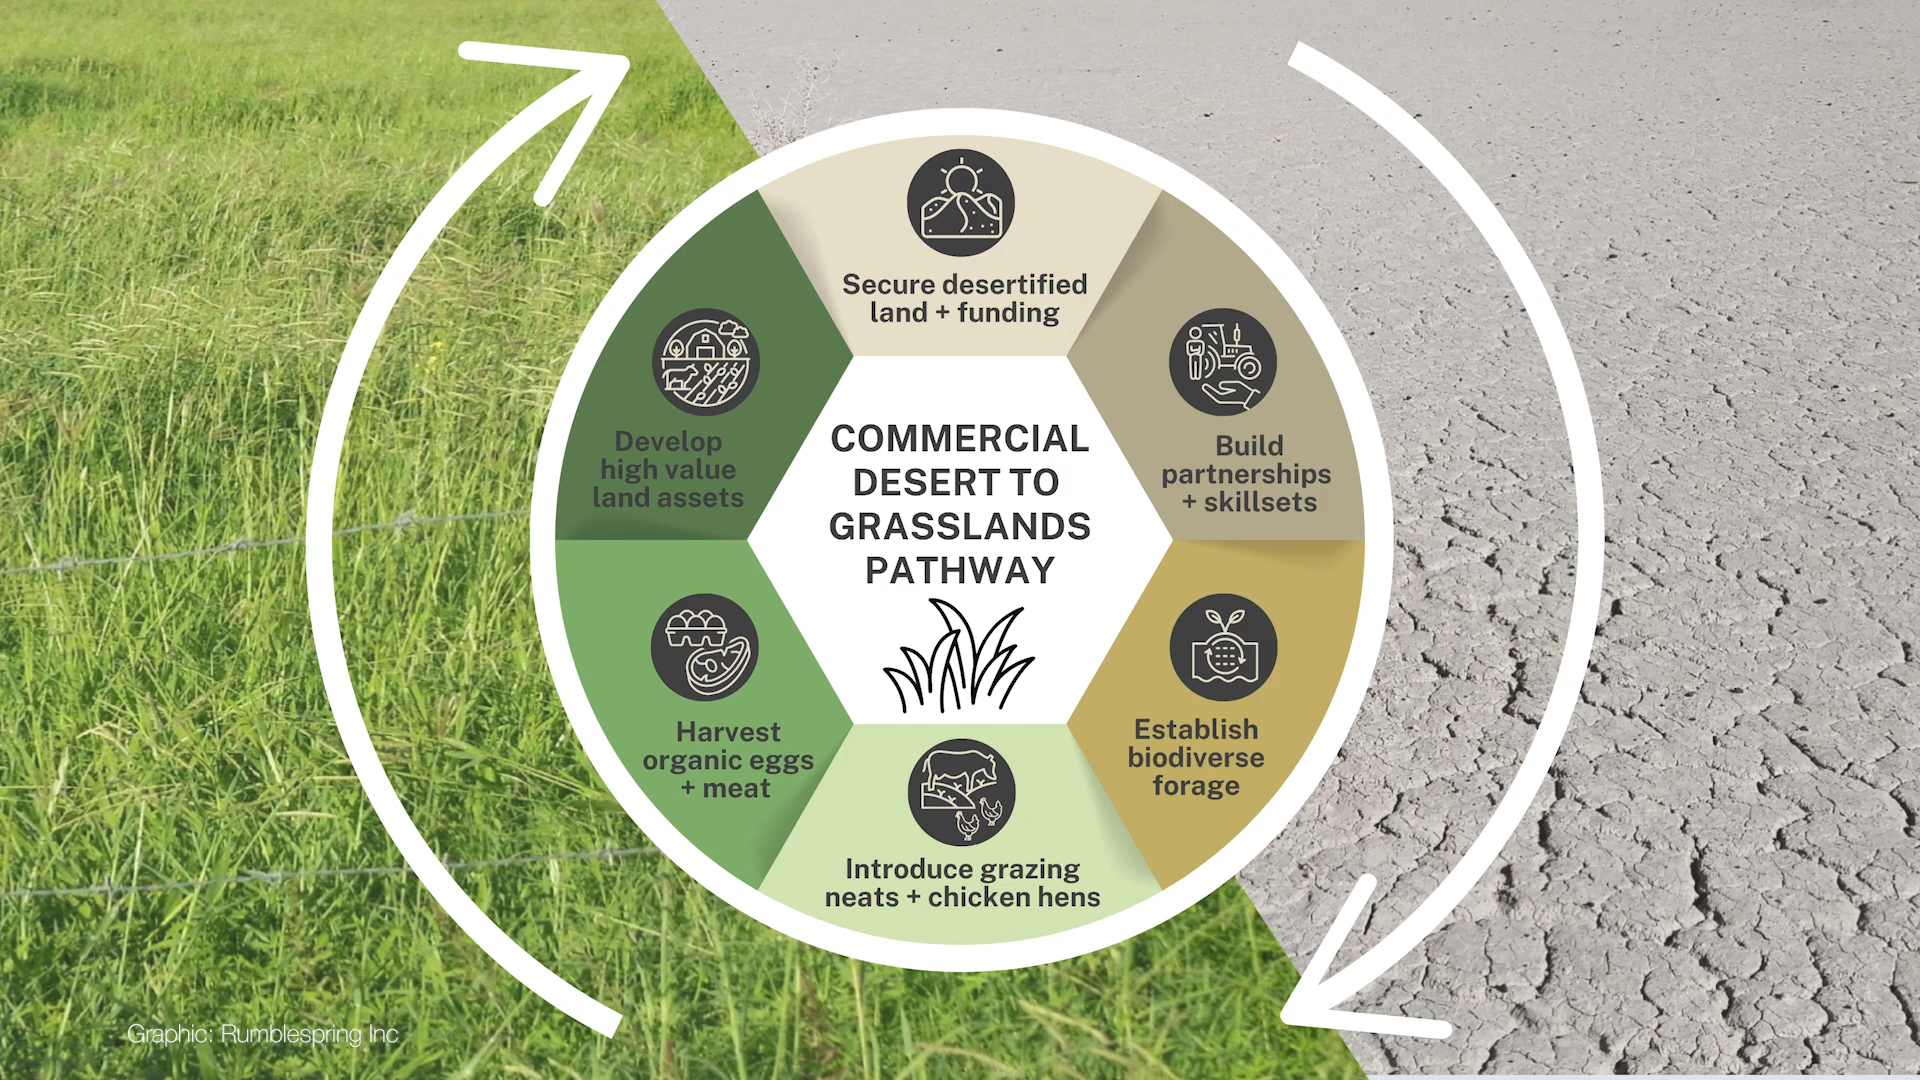 Secure desertified
land + funding
Build
partnerships
+ skillsets
Establish
biodiverse
forage
Introduce grazing
neats + chicken hens
Harvest
organic eggs
+ meat
Develop
high value
land assets
COMMERCIAL
DESERT TO
GRASSLANDS
PATHWAY
Graphic: Rumblespring Inc